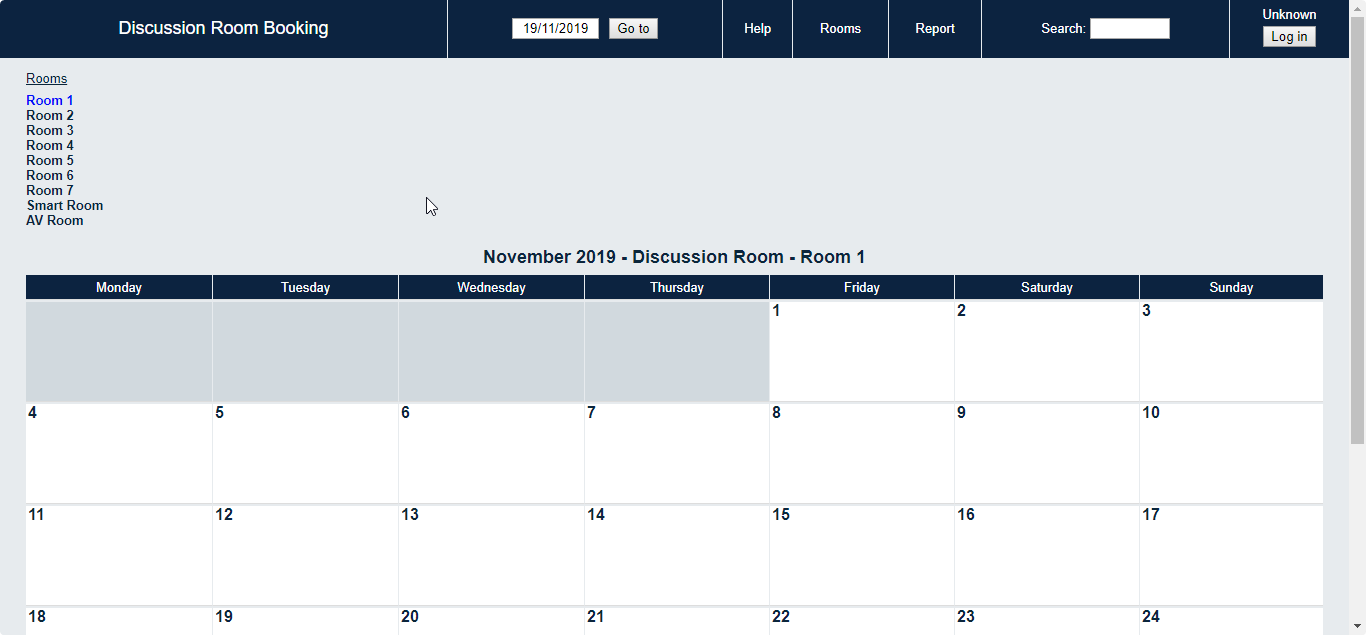 Discussion Room Booking
19/11/2019 Go to
Help
Rooms
Report
Search:
Unknown
Log in
Rooms
Room 1
Room 2
Room 3
Room 4
Room 5
Room 6
Room 7
Smart Room
AV Room
November 2019 - Discussion Room - Room 1
Monday Tuesday Wednesday Thursday Friday Saturday Sunday
1 2 3
4 5 6 7 8 9 10
11 12 13 14 15 16 17
18 19 20 21 22 23 24